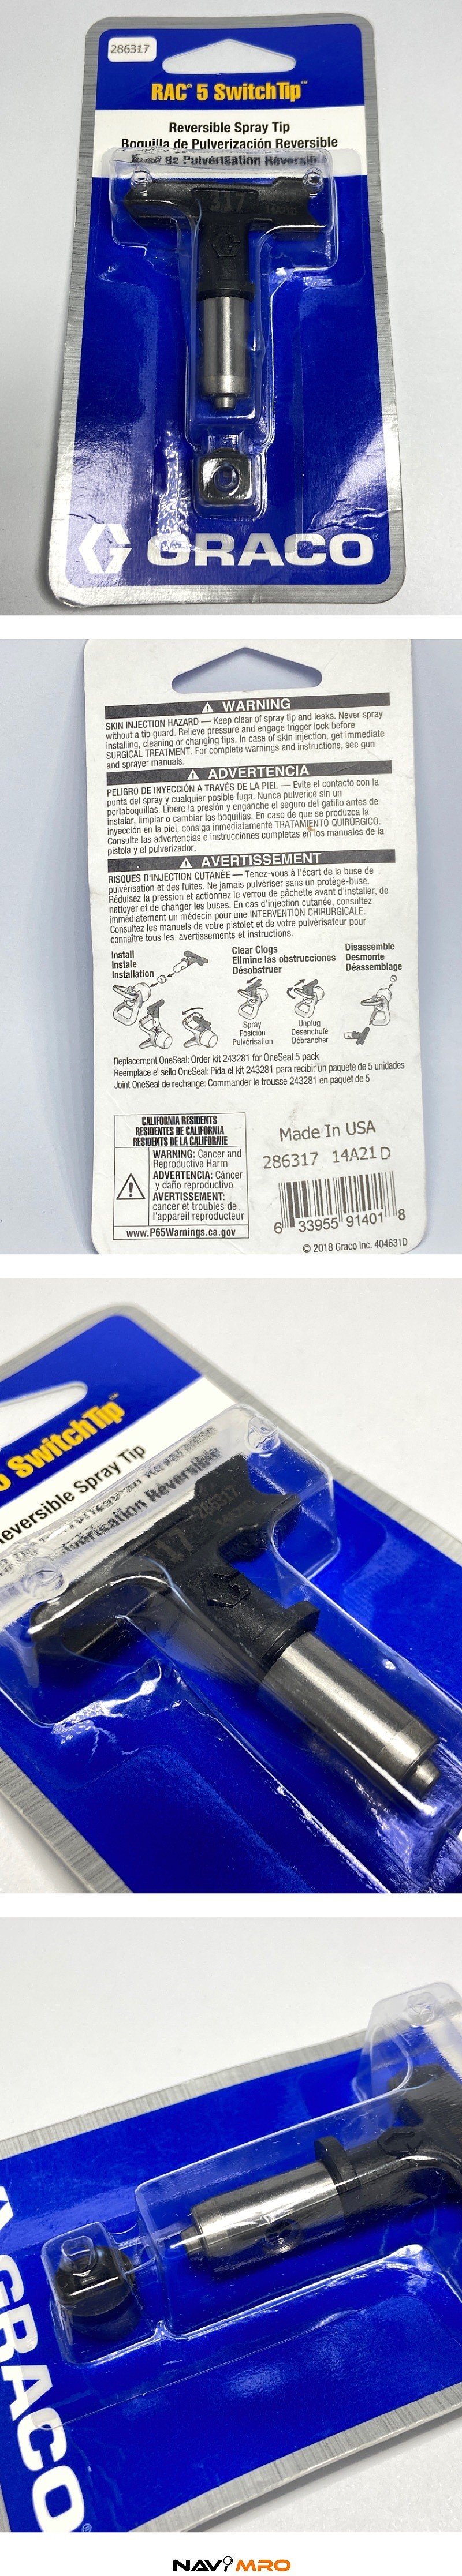 286317
RAC® 5 SwitchTip™
Reversible Spray Tip
Boquilla de Pulverización Reversible
Buse de Pulvérisation Réversible
317
14A21D
GRACO®
⚠ WARNING
SKIN INJECTION HAZARD — Keep clear of spray tip and leaks. Never spray
without a tip guard. Relieve pressure and engage trigger lock before
installing, cleaning or changing tips. In case of skin injection, get immediate
SURGICAL TREATMENT. For complete warnings and instructions, see gun
and sprayer manuals.
⚠ ADVERTENCIA
PELIGRO DE INYECCIÓN A TRAVÉS DE LA PIEL — Evite el contacto con la
punta del spray y cualquier posible fuga. Nunca pulverice sin un
portaboquillas. Libere la presión y enganche el seguro del gatillo antes de
instalar, limpiar o cambiar las boquillas. En caso de que se produzca la
inyección en la piel, consiga inmediatamente TRATAMIENTO QUIRÚRGICO.
Consulte las advertencias e instrucciones completas en los manuales de la
pistola y el pulverizador.
⚠ AVERTISSEMENT
RISQUES D'INJECTION CUTANÉE — Tenez-vous à l'écart de la buse de
pulvérisation et des fuites. Ne jamais pulvériser sans un protège-buse.
Réduisez la pression et actionnez le verrou de gâchette avant d'installer, de
nettoyer et de changer les buses. En cas d'injection cutanée, consultez
immédiatement un médecin pour une INTERVENTION CHIRURGICALE.
Consultez les manuels de votre pistolet et de votre pulvérisateur pour
connaître tous les avertissements et instructions.
Install
Instale
Installation
Clear Clogs
Elimine las obstrucciones
Désobstruer
Disassemble
Desmonte
Déassemblage
Spray
Posición
Pulvérisation
Unplug
Desenchufe
Débrancher
Replacement OneSeal: Order kit 243281 for OneSeal 5 pack
Reemplace el sello OneSeal: Pida el kit 243281 para recibir un paquete de 5 unidades
Joint OneSeal de rechange: Commander le trousse 243281 en paquet de 5
CALIFORNIA RESIDENTS
RESIDENTES DE CALIFORNIA
RÉSIDENTS DE LA CALIFORNIE
WARNING: Cancer and
Reproductive Harm
ADVERTENCIA: Cáncer
y daño reproductivo
AVERTISSEMENT:
cancer et troubles de
l'appareil reproducteur
www.P65Warnings.ca.gov
Made In USA
286317 14A21D
6 33955 91401 8
© 2018 Graco Inc. 404631D
SwitchTip™
Reversible Spray Tip
Réversible
317 286317
GRACO®
NAVIMRO